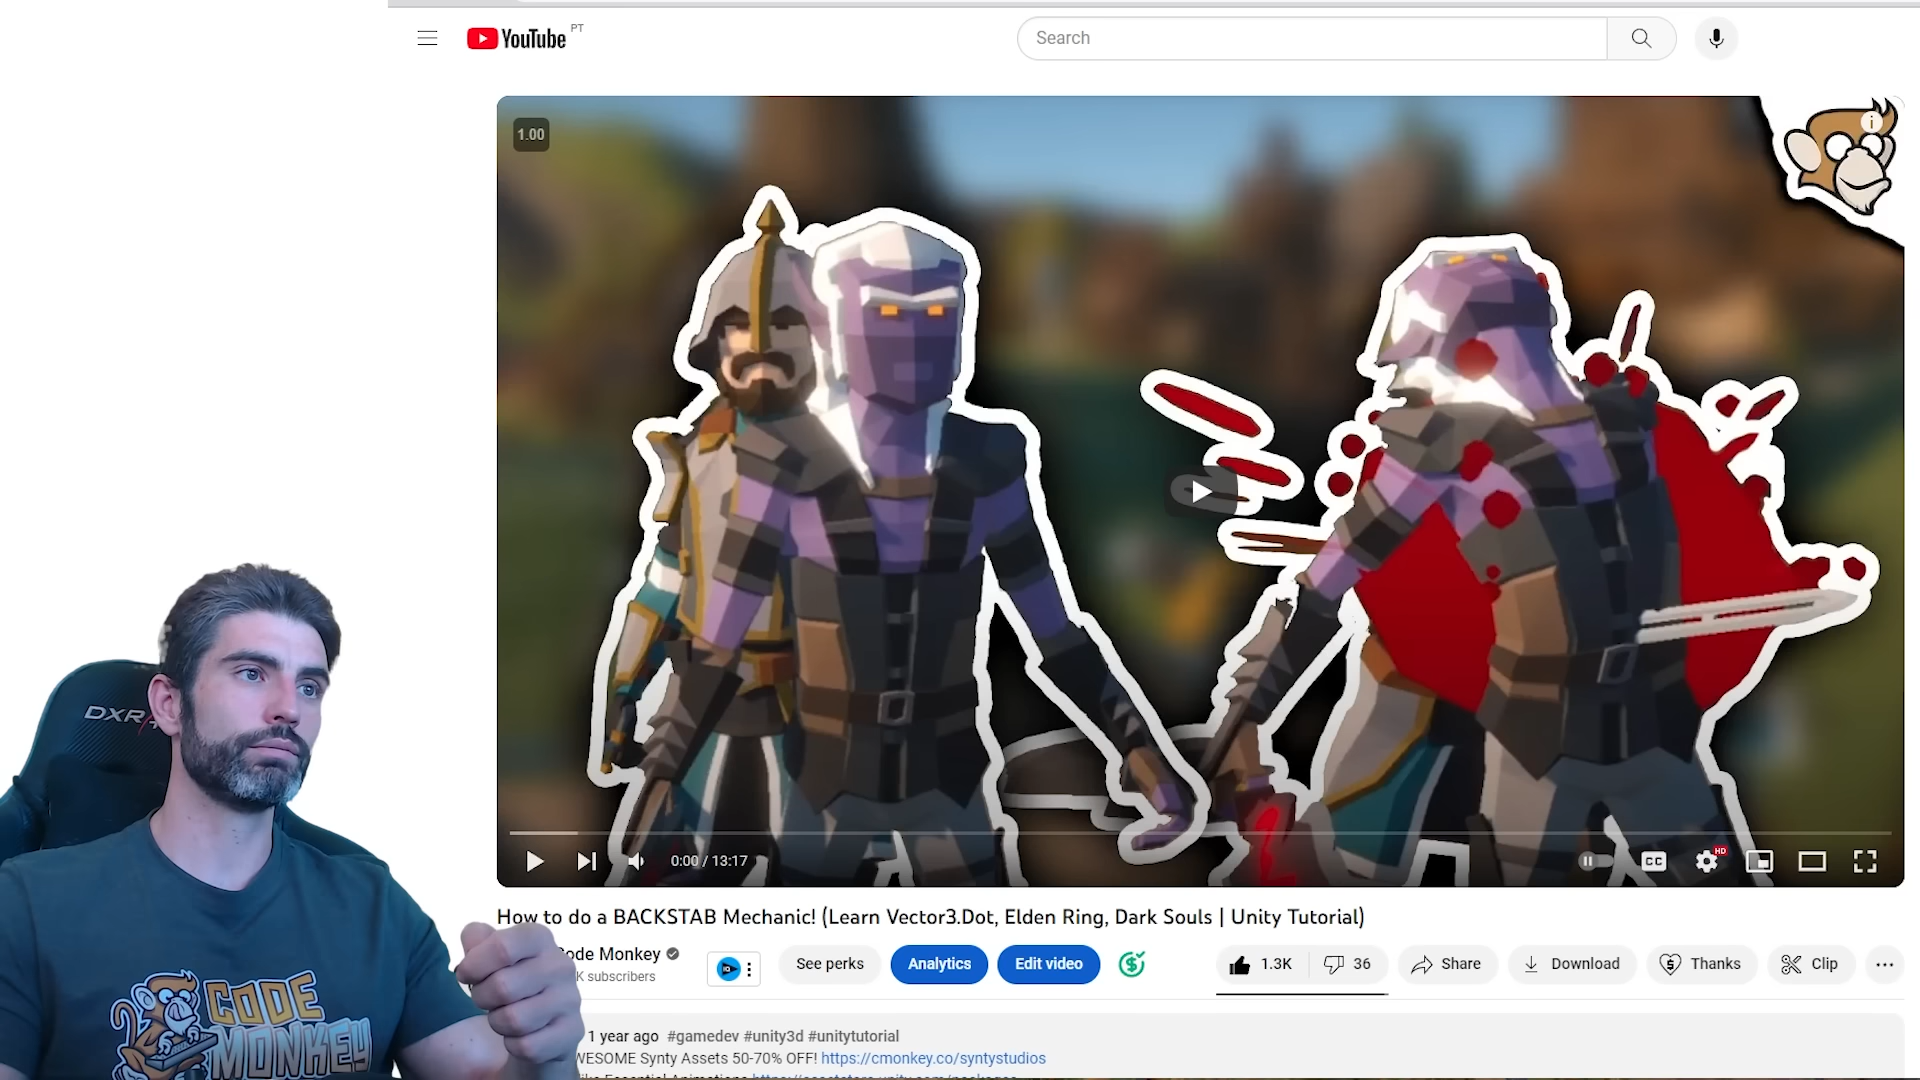 YouTube PT
Search
1.00
i
0:00 / 13:17
CC
HD
How to do a BACKSTAB Mechanic! (Learn Vector3.Dot, Elden Ring, Dark Souls | Unity Tutorial)
Monkey
See perks
Analytics
Edit video
1.3K
36
Share
Download
Thanks
Clip
K subscribers
1 year ago #gamedev #unity3d #unitytutorial
Synty Assets 50-70% OFF! https://cmonkey.co/syntystudios
DXR
CODE
MONKEY